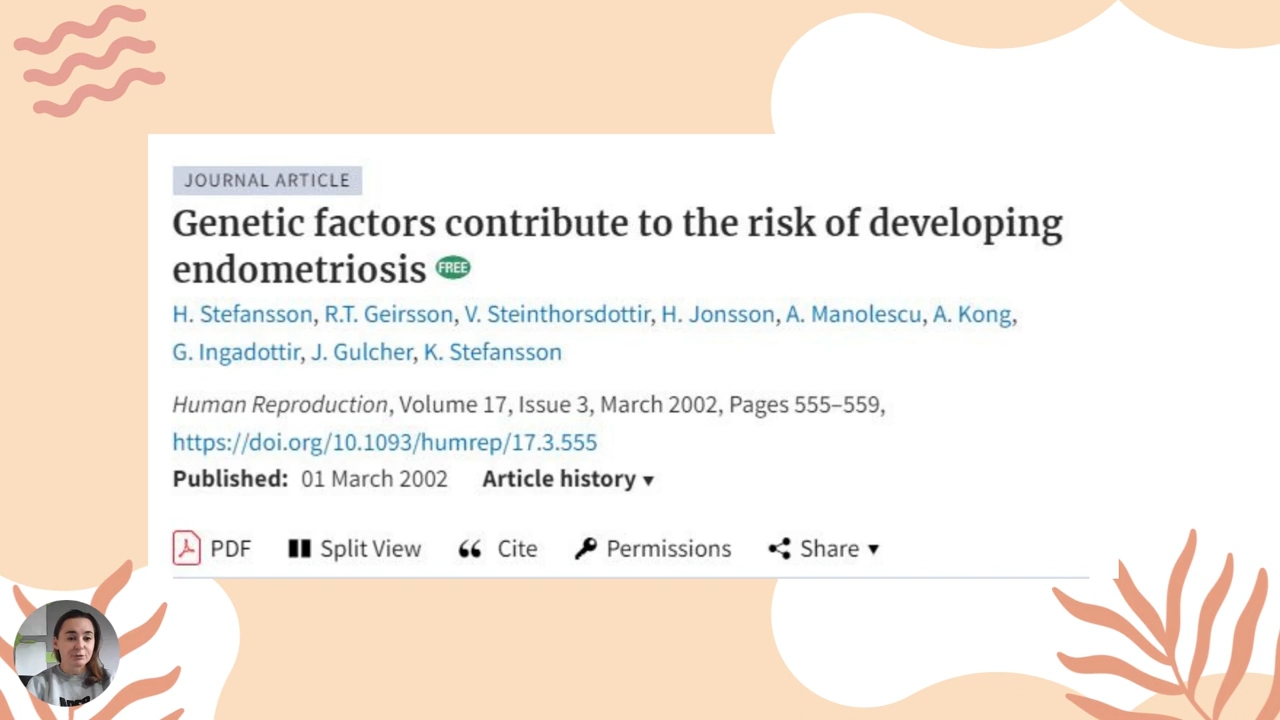 JOURNAL ARTICLE
Genetic factors contribute to the risk of developing
endometriosis FREE
H. Stefansson, R.T. Geirsson, V. Steinthorsdottir, H. Jonsson, A. Manolescu, A. Kong,
G. Ingadottir, J. Gulcher, K. Stefansson
Human Reproduction, Volume 17, Issue 3, March 2002, Pages 555–559,
https://doi.org/10.1093/humrep/17.3.555
Published: 01 March 2002 Article history ▼
PDF Split View Cite Permissions Share ▼